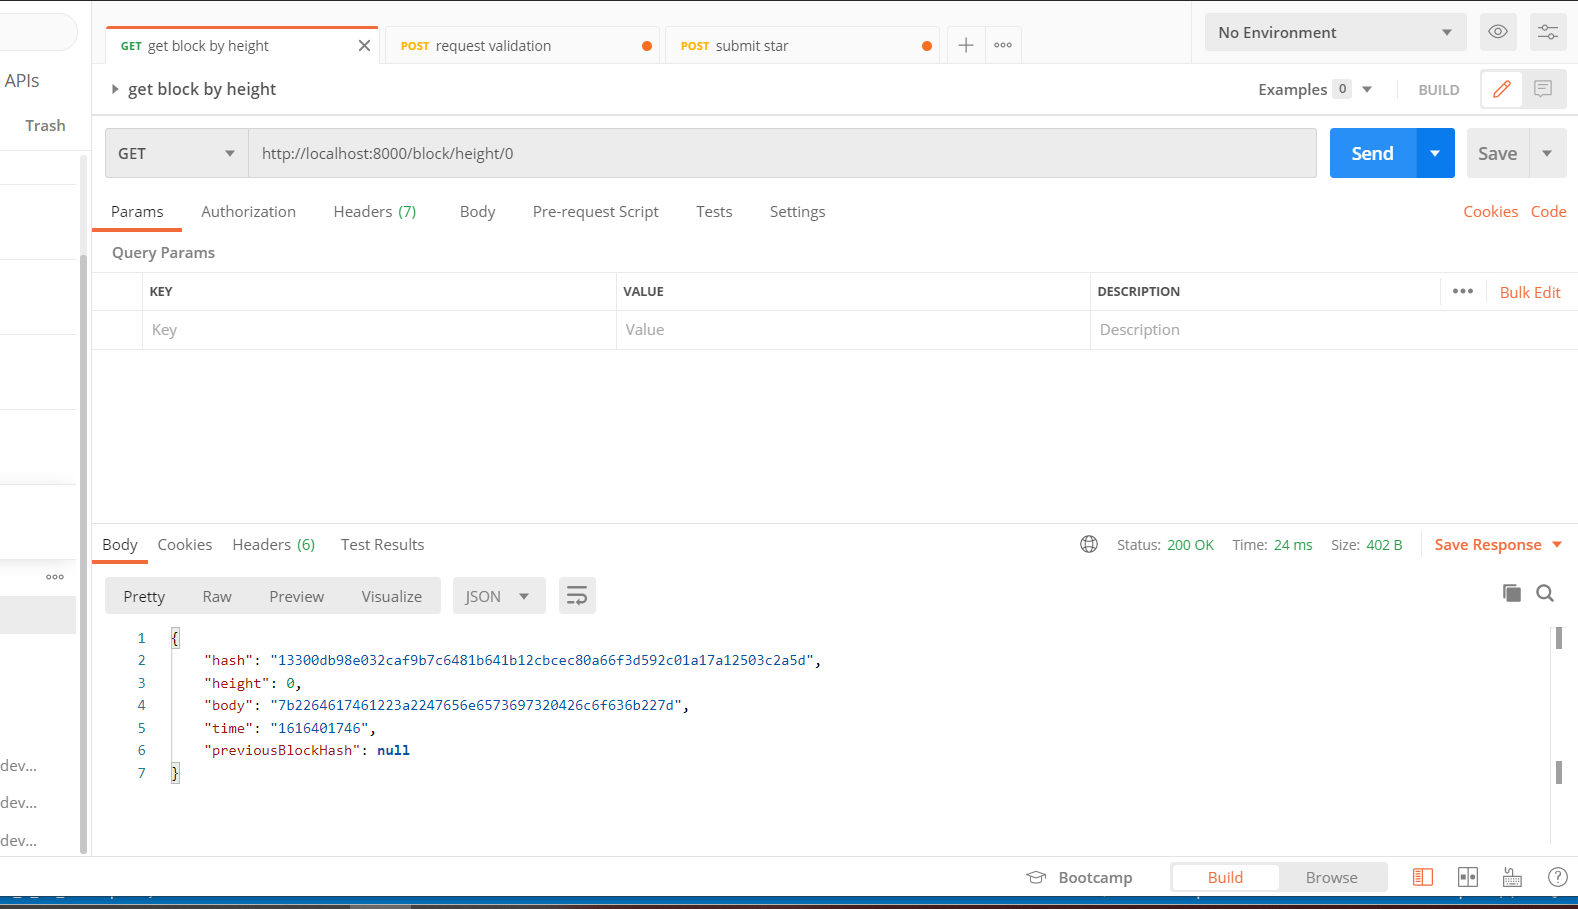 GET get block by height
POST request validation
POST submit star
No Environment
APIs
Trash
get block by height
Examples 0
BUILD
GET
http://localhost:8000/block/height/0
Send
Save
Params
Authorization
Headers (7)
Body
Pre-request Script
Tests
Settings
Cookies
Code
Query Params
KEY
VALUE
DESCRIPTION
Bulk Edit
Key
Value
Description
Body
Cookies
Headers (6)
Test Results
Status: 200 OK
Time: 24 ms
Size: 402 B
Save Response
Pretty
Raw
Preview
Visualize
JSON
1 {
2 "hash": "13300db98e032caf9b7c6481b641b12cbcec80a66f3d592c01a17a12503c2a5d",
3 "height": 0,
4 "body": "7b2264617461223a2247656e6573697320426c6f636b227d",
5 "time": "1616401746",
6 "previousBlockHash": null
7 }
dev...
dev...
dev...
Bootcamp
Build
Browse